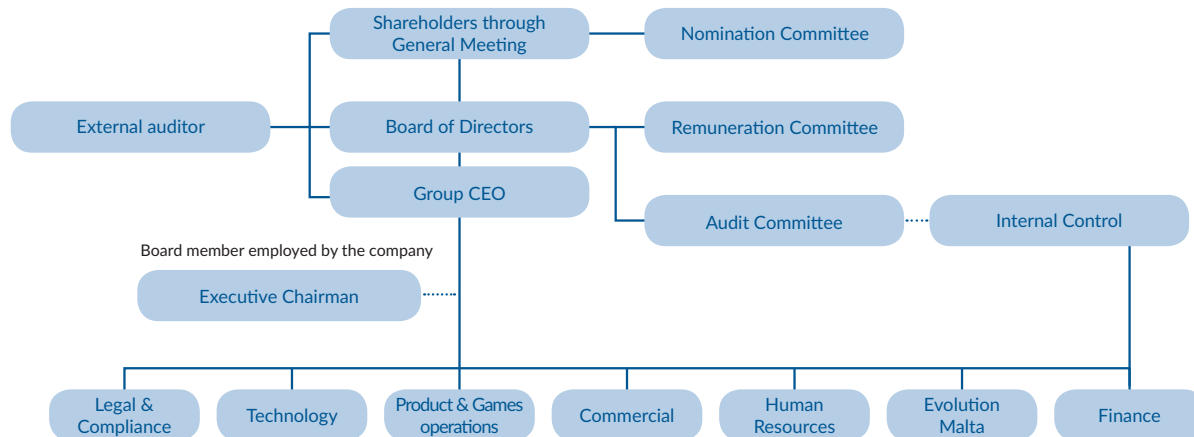 Shareholders through
General Meeting
Nomination Committee
External auditor
Board of Directors
Remuneration Committee
Group CEO
Audit Committee
Internal Control
Board member employed by the company
Executive Chairman
Legal &
Compliance
Technology
Product & Games
operations
Commercial
Human
Resources
Evolution
Malta
Finance